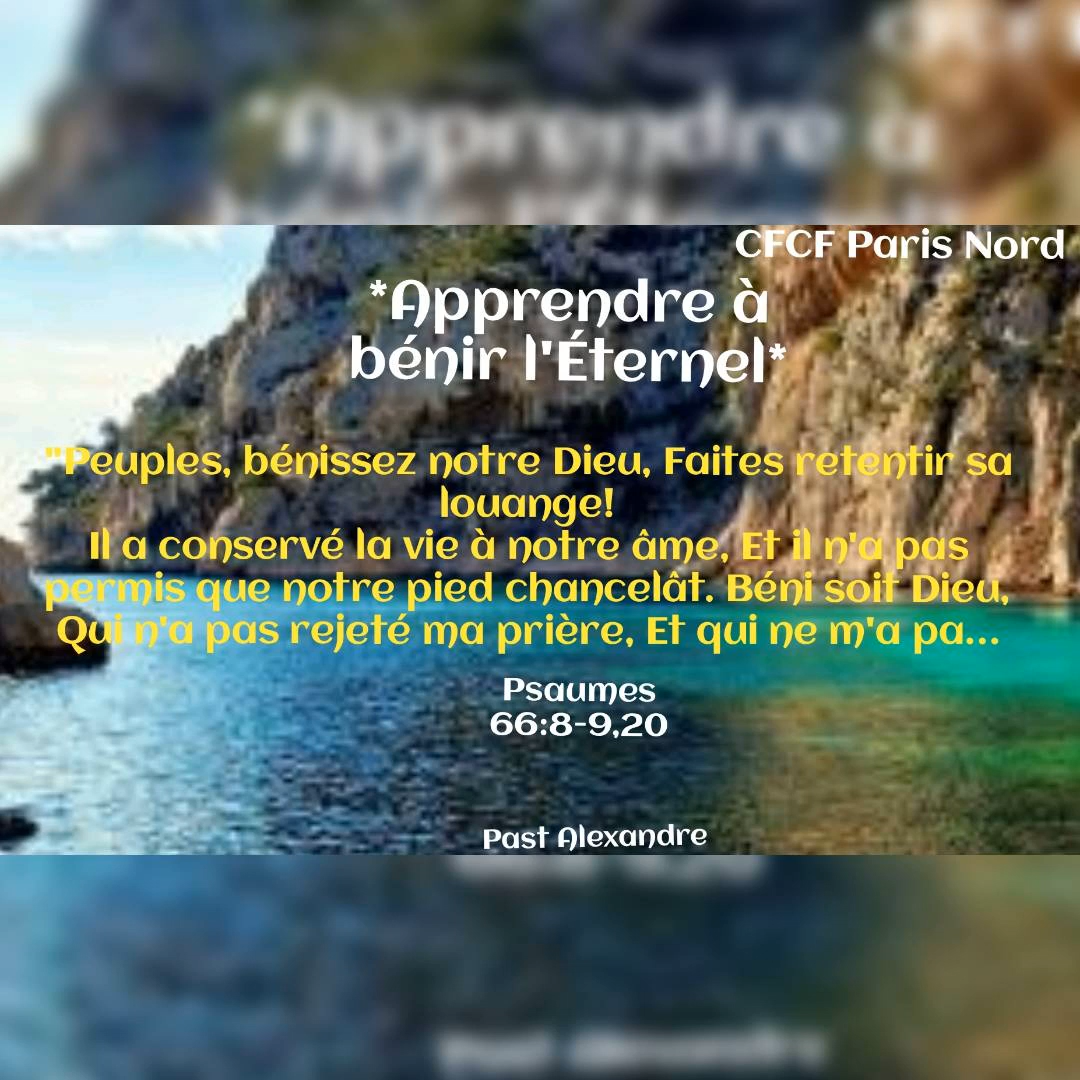 CFCF Paris Nord
*Apprendre à
bénir l'Éternel*
"Peuples, bénissez notre Dieu, Faites retentir sa
louange!
Il a conservé la vie à notre âme, Et il n'a pas
permis que notre pied chancelât. Béni soit Dieu,
Qui n'a pas rejeté ma prière, Et qui ne m'a pa...
Psaumes
66:8-9,20
Past Alexandre